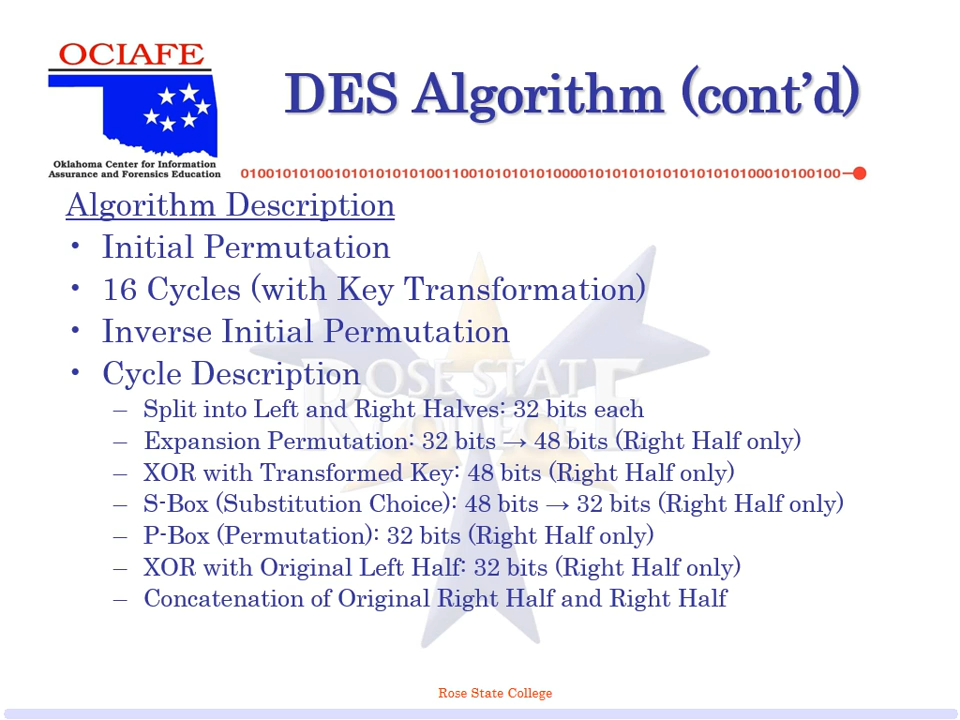 OCIAFE
Oklahoma Center for Information
Assurance and Forensics Education
DES Algorithm (cont’d)
Algorithm Description
• Initial Permutation
• 16 Cycles (with Key Transformation)
• Inverse Initial Permutation
• Cycle Description
– Split into Left and Right Halves: 32 bits each
– Expansion Permutation: 32 bits → 48 bits (Right Half only)
– XOR with Transformed Key: 48 bits (Right Half only)
– S-Box (Substitution Choice): 48 bits → 32 bits (Right Half only)
– P-Box (Permutation): 32 bits (Right Half only)
– XOR with Original Left Half: 32 bits (Right Half only)
– Concatenation of Original Right Half and Right Half
ROSE STATE
COLLEGE
Rose State College